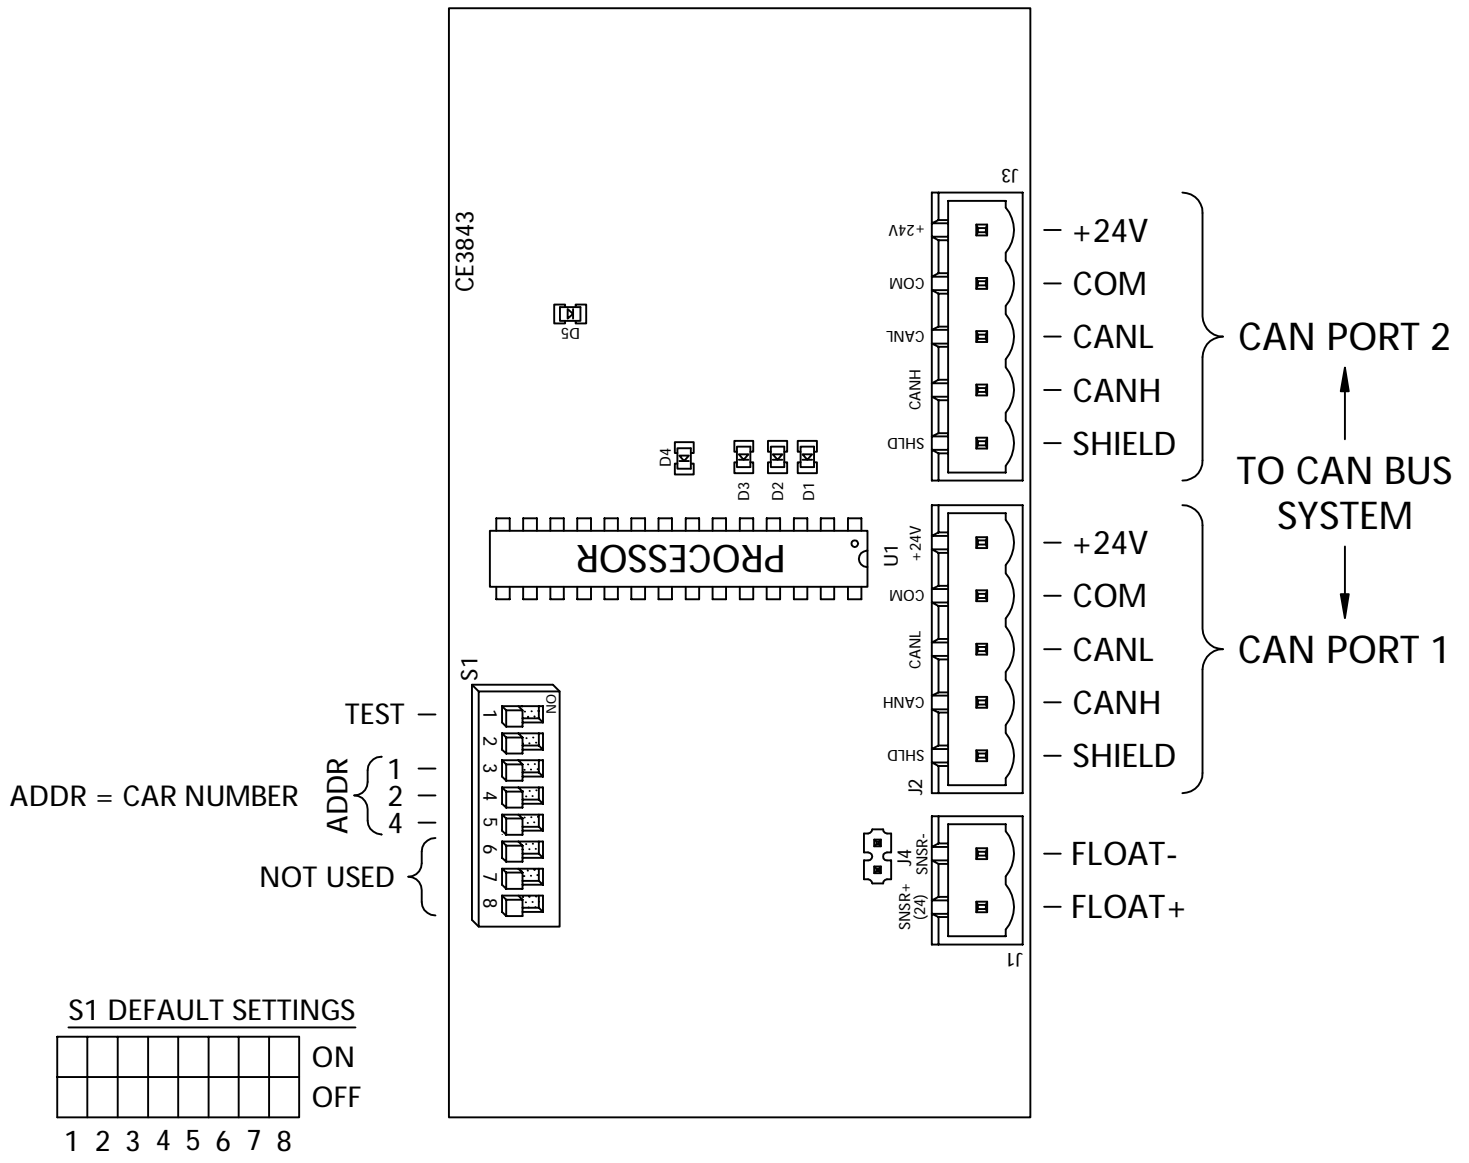 J3
CE3843
+24V
COM
CANL
CANH
SHLD
- +24V
- COM
- CANL
- CANH
- SHIELD
CAN PORT 2
TO CAN BUS
SYSTEM
CAN PORT 1
D5
D4
D3
D2
D1
PROCESSOR
U1
+24V
COM
CANL
CANH
SHLD
J2
- +24V
- COM
- CANL
- CANH
- SHIELD
S1
ON
1
2
3
4
5
6
7
8
TEST -
ADDR = CAR NUMBER
ADDR
1 -
2 -
4 -
NOT USED
J4
SNSR-
SNSR+
(24)
J1
- FLOAT-
- FLOAT+
S1 DEFAULT SETTINGS
ON
OFF
1 2 3 4 5 6 7 8